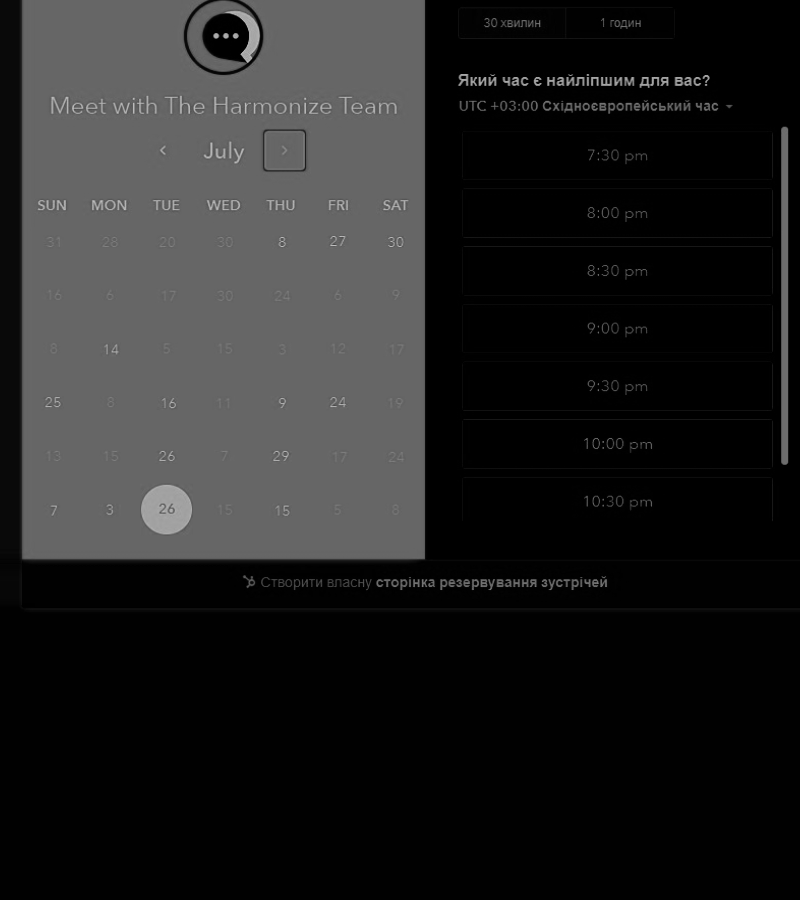 Meet with The Harmonize Team
July
SUN MON TUE WED THU FRI SAT
31 28 20 30 8 27 30
16 6 17 30 24 6 9
8 14 5 15 3 12 17
25 8 16 11 9 24 19
13 15 26 7 29 17 24
7 3 26 15 15 5 8
30 хвилин 1 годин
Який час є найліпшим для вас?
UTC +03:00 Східноєвропейський час
7:30 pm
8:00 pm
8:30 pm
9:00 pm
9:30 pm
10:00 pm
10:30 pm
Створити власну сторінка резервування зустрічей